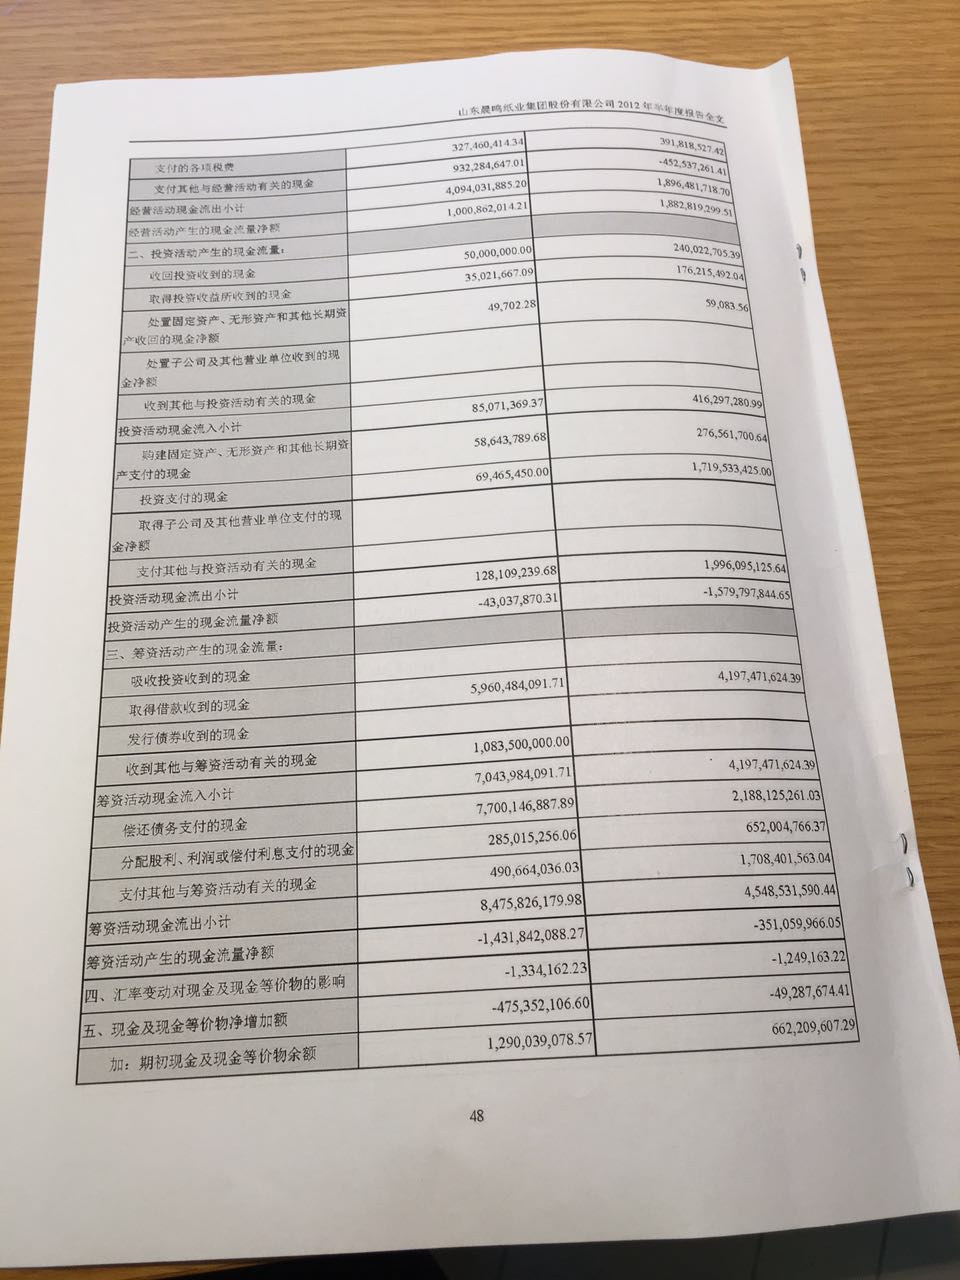 山东晨鸣纸业集团股份有限公司 2012 年半年度报告全文
支付的各项税费 327,460,414.34 391,818,527.42
支付其他与经营活动有关的现金 932,284,647.01 -452,537,261.41
经营活动现金流出小计 4,094,031,885.20 1,896,481,718.70
经营活动产生的现金流量净额 1,000,862,014.21 1,882,819,299.51
二、投资活动产生的现金流量：
收回投资收到的现金 50,000,000.00 240,022,705.39
取得投资收益所收到的现金 35,021,667.09 176,215,492.04
处置固定资产、无形资产和其他长期资 49,702.28 59,083.56
产收回的现金净额
处置子公司及其他营业单位收到的现
金净额
收到其他与投资活动有关的现金
投资活动现金流入小计 85,071,369.37 416,297,280.99
购建固定资产、无形资产和其他长期资 58,643,789.68 276,561,700.64
产支付的现金
投资支付的现金 69,465,450.00 1,719,533,425.00
取得子公司及其他营业单位支付的现
金净额
支付其他与投资活动有关的现金
投资活动现金流出小计 128,109,239.68 1,996,095,125.64
投资活动产生的现金流量净额 -43,037,870.31 -1,579,797,844.65
三、筹资活动产生的现金流量：
吸收投资收到的现金
取得借款收到的现金 5,960,484,091.71 4,197,471,624.39
发行债券收到的现金
收到其他与筹资活动有关的现金 1,083,500,000.00
筹资活动现金流入小计 7,043,984,091.71 4,197,471,624.39
偿还债务支付的现金 7,700,146,887.89 2,188,125,261.03
分配股利、利润或偿付利息支付的现金 285,015,256.06 652,004,766.37
支付其他与筹资活动有关的现金 490,664,036.03 1,708,401,563.04
筹资活动现金流出小计 8,475,826,179.98 4,548,531,590.44
筹资活动产生的现金流量净额 -1,431,842,088.27 -351,059,966.05
四、汇率变动对现金及现金等价物的影响 -1,334,162.23 -1,249,163.22
五、现金及现金等价物净增加额 -475,352,106.60 -49,287,674.41
加：期初现金及现金等价物余额 1,290,039,078.57 662,209,607.29
48